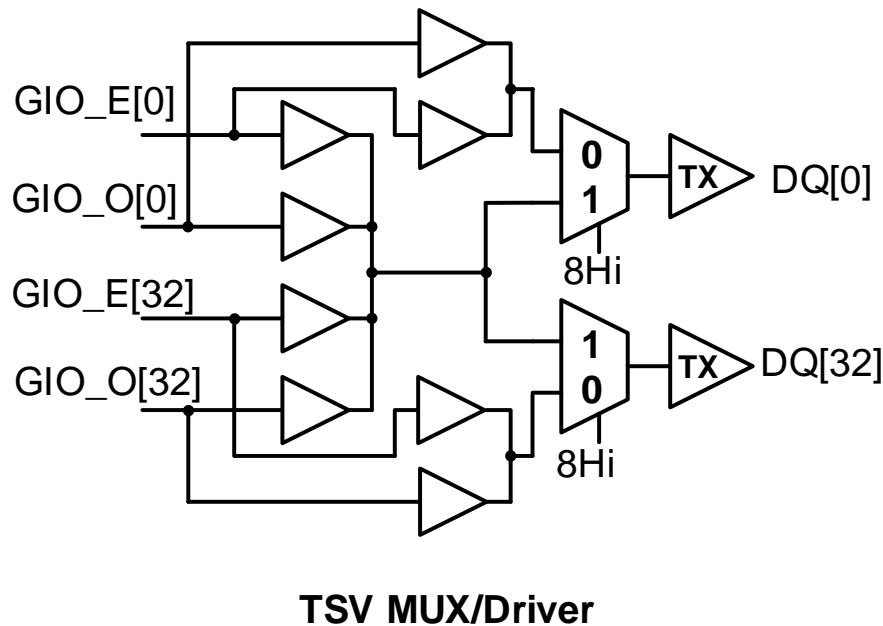 GIO_E[0]
GIO_O[0]
GIO_E[32]
GIO_O[32]
0
1
8Hi
TX
DQ[0]
1
0
8Hi
TX
DQ[32]
TSV MUX/Driver